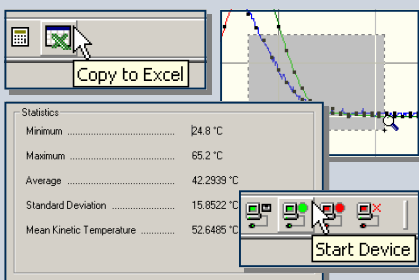 Copy to Excel
Statistics
Minimum .......................... 24.8 °C
Maximum .......................... 65.2 °C
Average .......................... 42.2939 °C
Standard Deviation .............. 15.8522 °C
Mean Kinetic Temperature ............ 52.6485 °C
Start Device